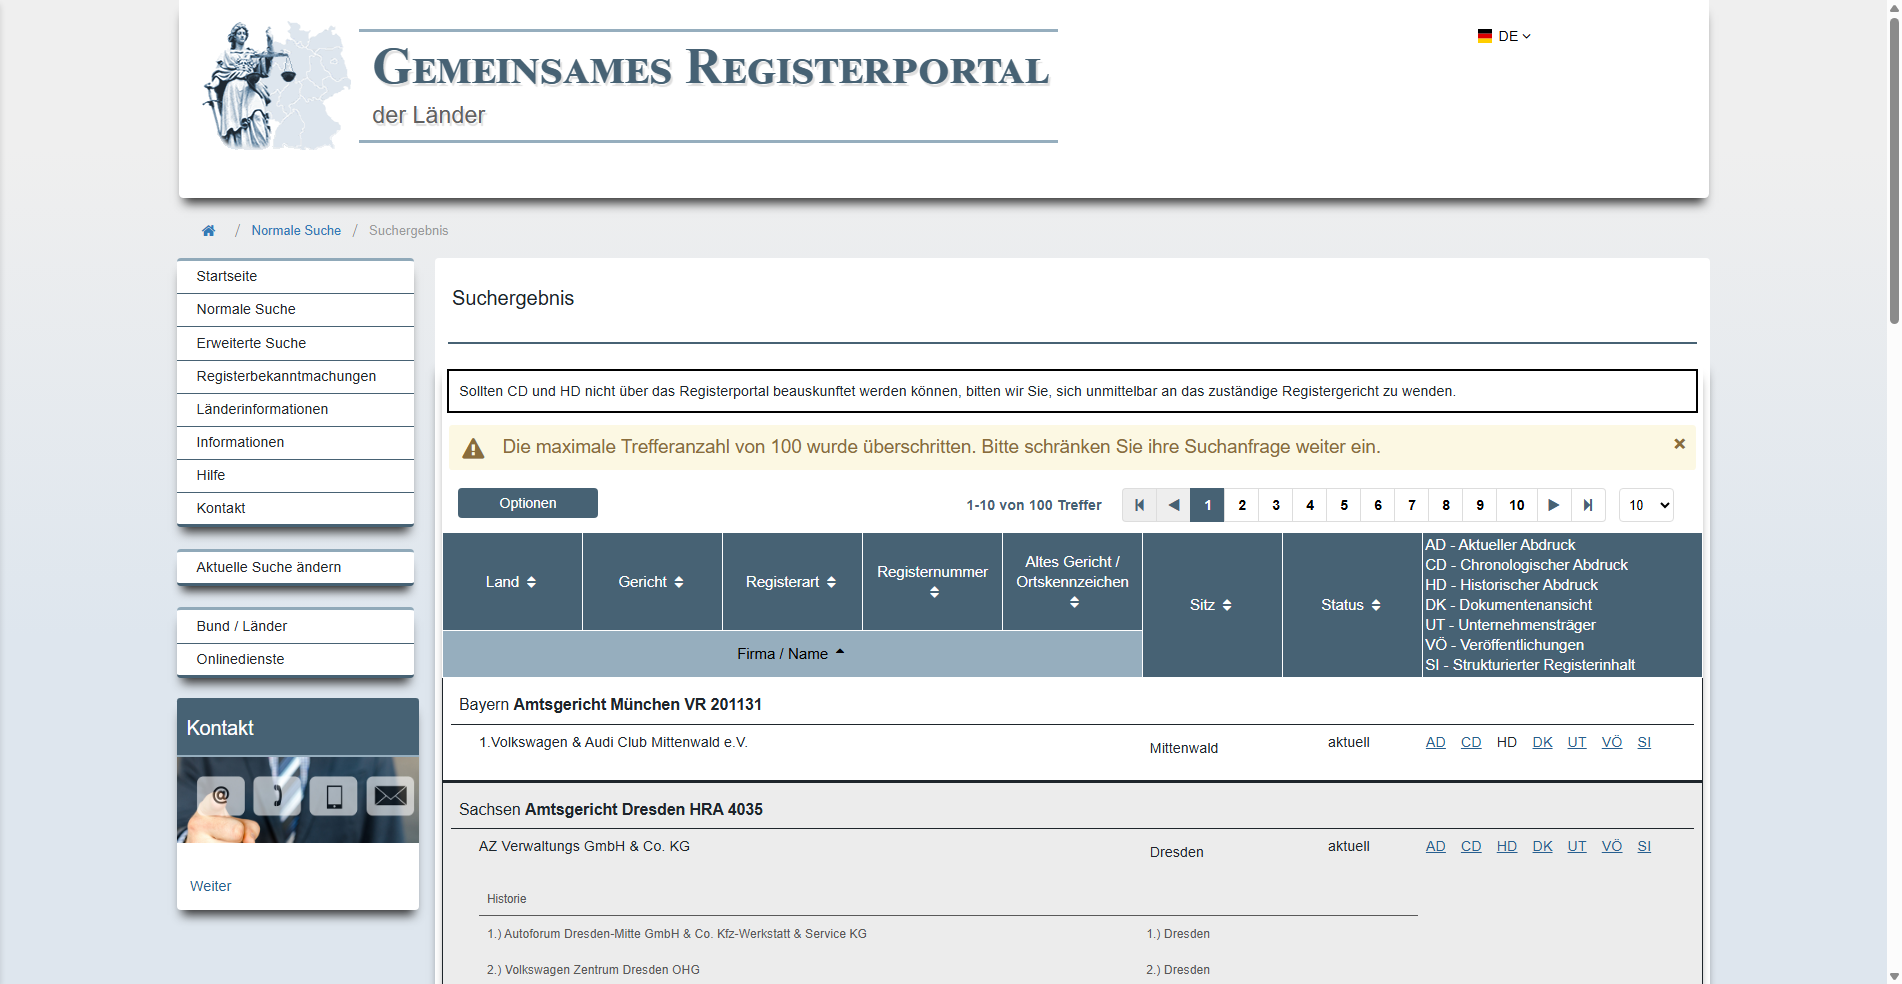 GEMEINSAMES REGISTERPORTAL
der Länder
DE
/ Normale Suche / Suchergebnis
Startseite
Normale Suche
Erweiterte Suche
Registerbekanntmachungen
Länderinformationen
Informationen
Hilfe
Kontakt
Aktuelle Suche ändern
Bund / Länder
Onlinedienste
Kontakt
@
Weiter
Suchergebnis
Sollten CD und HD nicht über das Registerportal beauskunftet werden können, bitten wir Sie, sich unmittelbar an das zuständige Registergericht zu wenden.
Die maximale Trefferanzahl von 100 wurde überschritten. Bitte schränken Sie ihre Suchanfrage weiter ein.
Optionen
1-10 von 100 Treffer 1 2 3 4 5 6 7 8 9 10 10
Land Gericht Registerart Registernummer Altes Gericht / Ortskennzeichen Sitz Status
Firma / Name
AD - Aktueller Abdruck
CD - Chronologischer Abdruck
HD - Historischer Abdruck
DK - Dokumentenansicht
UT - Unternehmensträger
VÖ - Veröffentlichungen
SI - Strukturierter Registerinhalt
Bayern Amtsgericht München VR 201131
1.Volkswagen & Audi Club Mittenwald e.V. Mittenwald aktuell AD CD HD DK UT VÖ SI
Sachsen Amtsgericht Dresden HRA 4035
AZ Verwaltungs GmbH & Co. KG Dresden aktuell AD CD HD DK UT VÖ SI
Historie
1.) Autoforum Dresden-Mitte GmbH & Co. Kfz-Werkstatt & Service KG 1.) Dresden
2.) Volkswagen Zentrum Dresden OHG 2.) Dresden